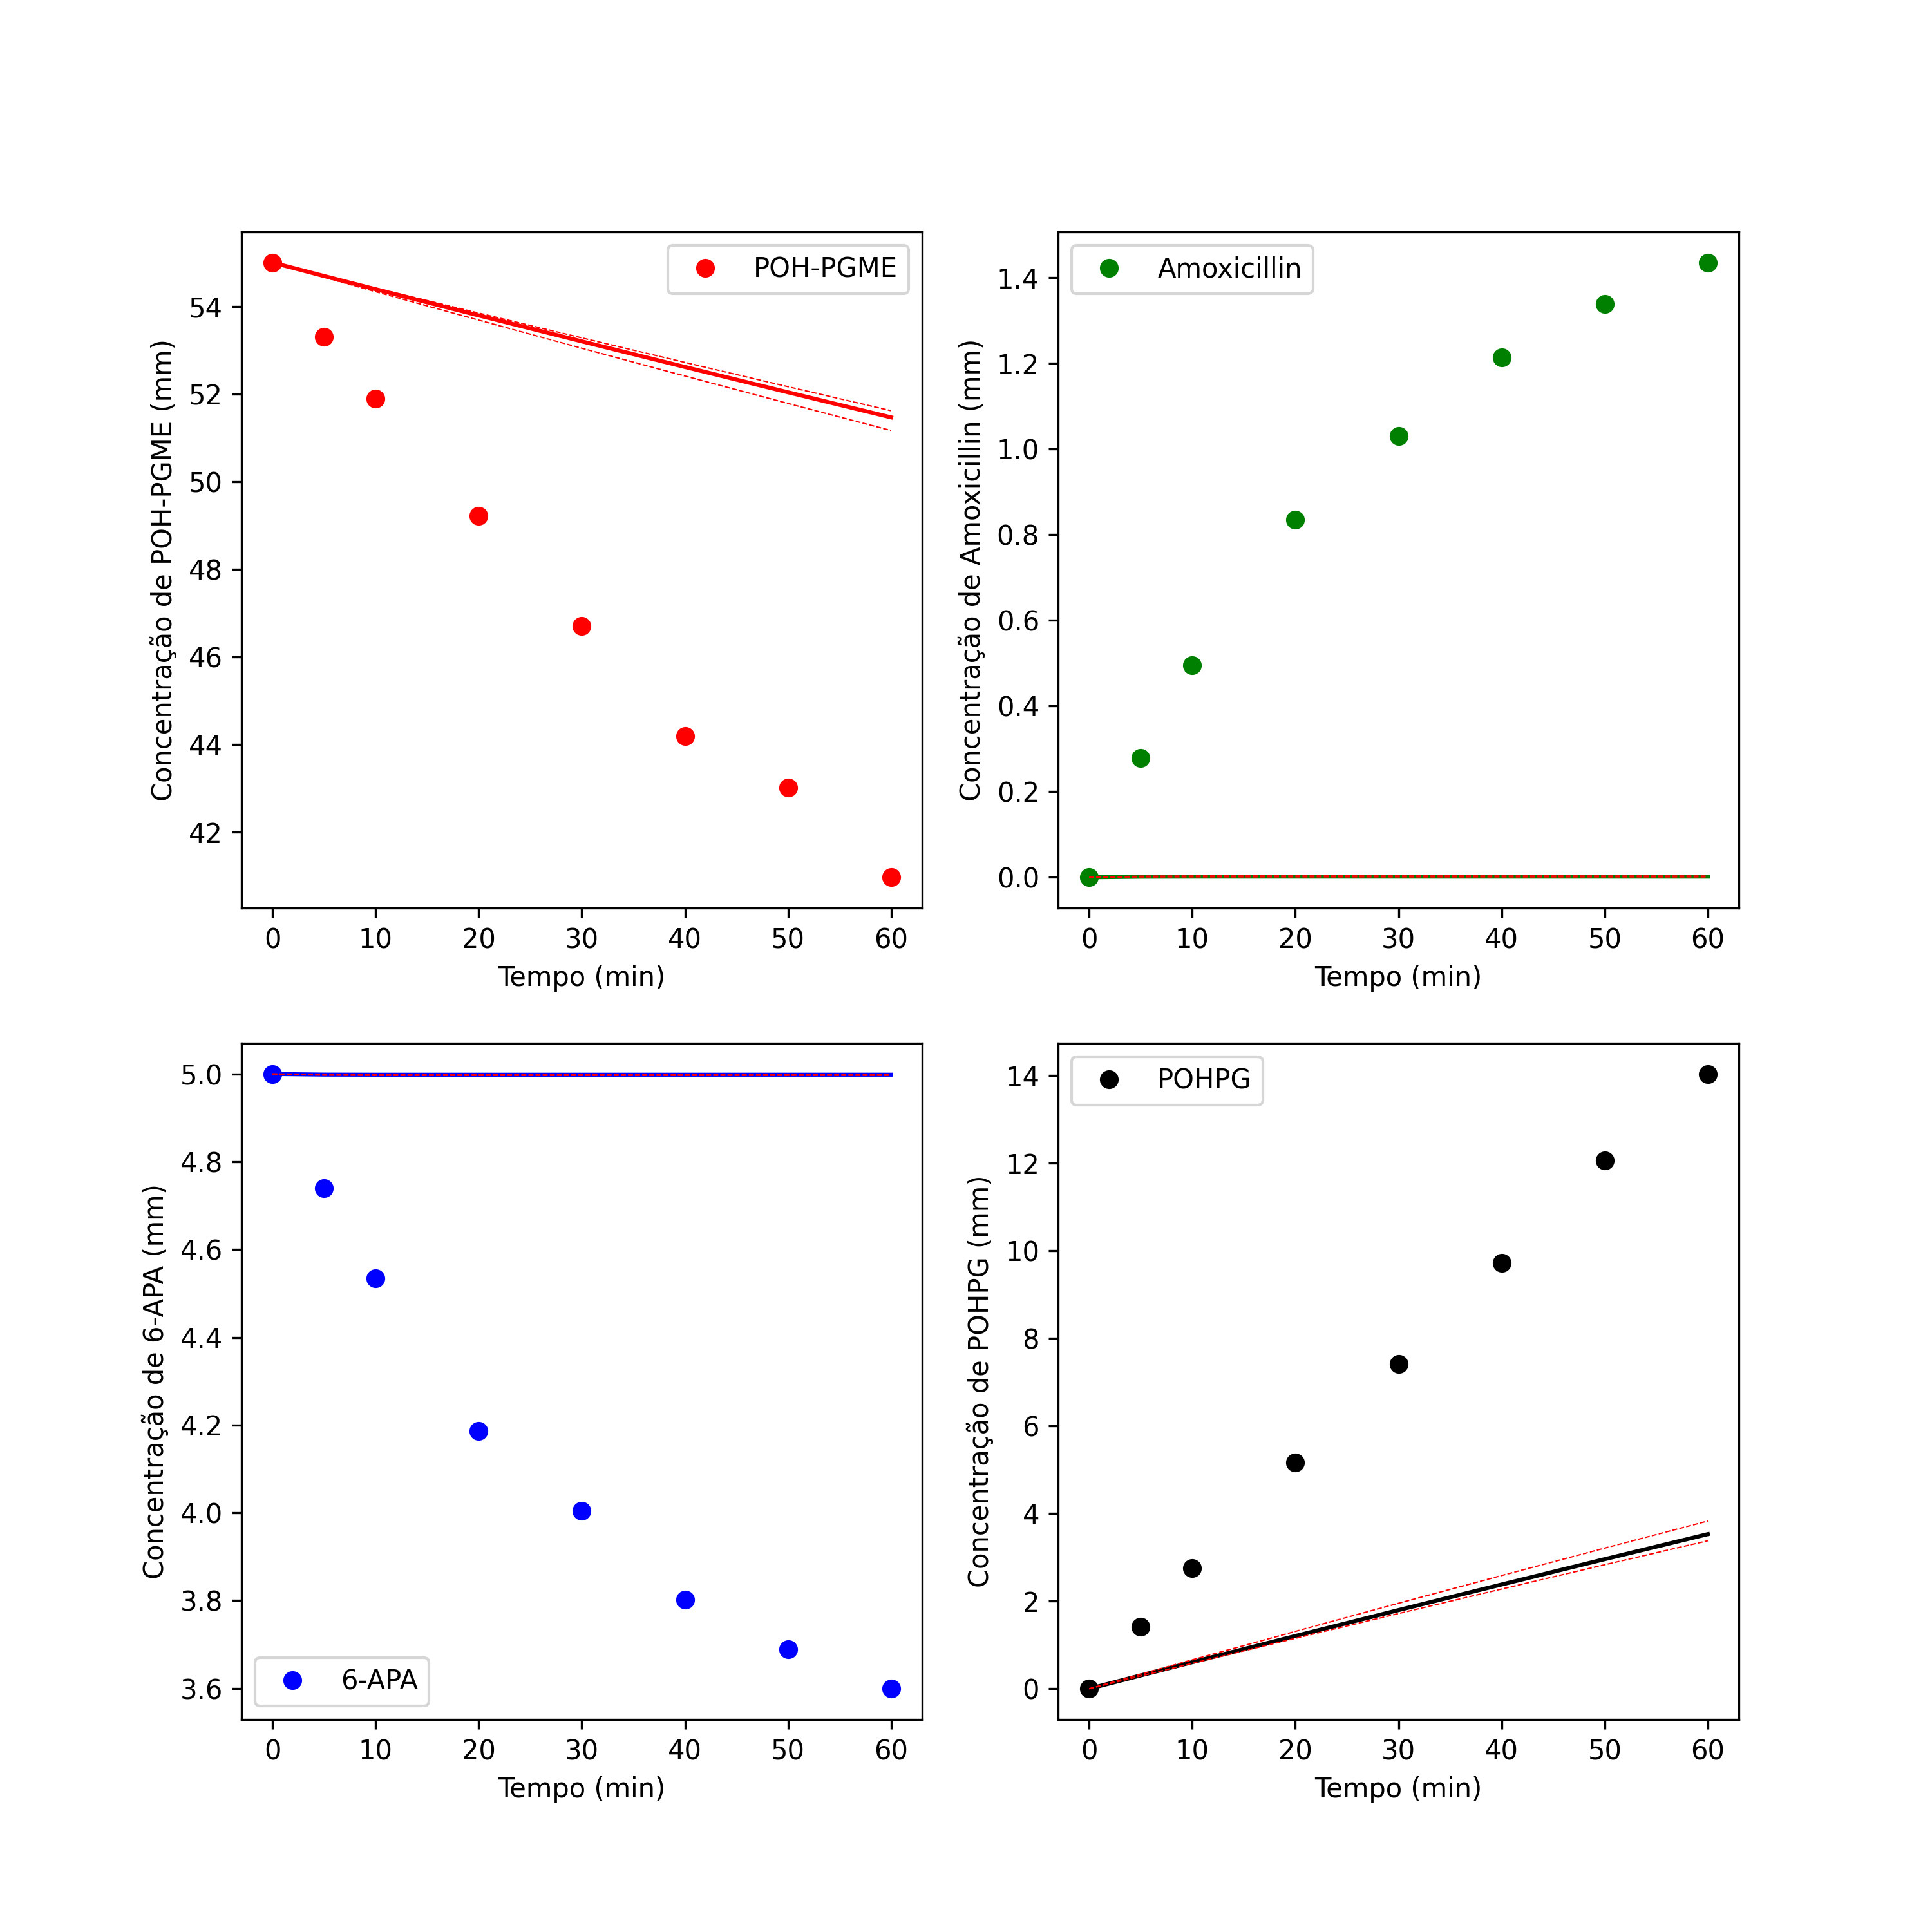 POH-PGME
Concentração de POH-PGME (mm)
54
52
50
48
46
44
42
0 10 20 30 40 50 60
Tempo (min)
Amoxicillin
Concentração de Amoxicillin (mm)
1.4
1.2
1.0
0.8
0.6
0.4
0.2
0.0
0 10 20 30 40 50 60
Tempo (min)
6-APA
Concentração de 6-APA (mm)
5.0
4.8
4.6
4.4
4.2
4.0
3.8
3.6
0 10 20 30 40 50 60
Tempo (min)
POHPG
Concentração de POHPG (mm)
14
12
10
8
6
4
2
0
0 10 20 30 40 50 60
Tempo (min)